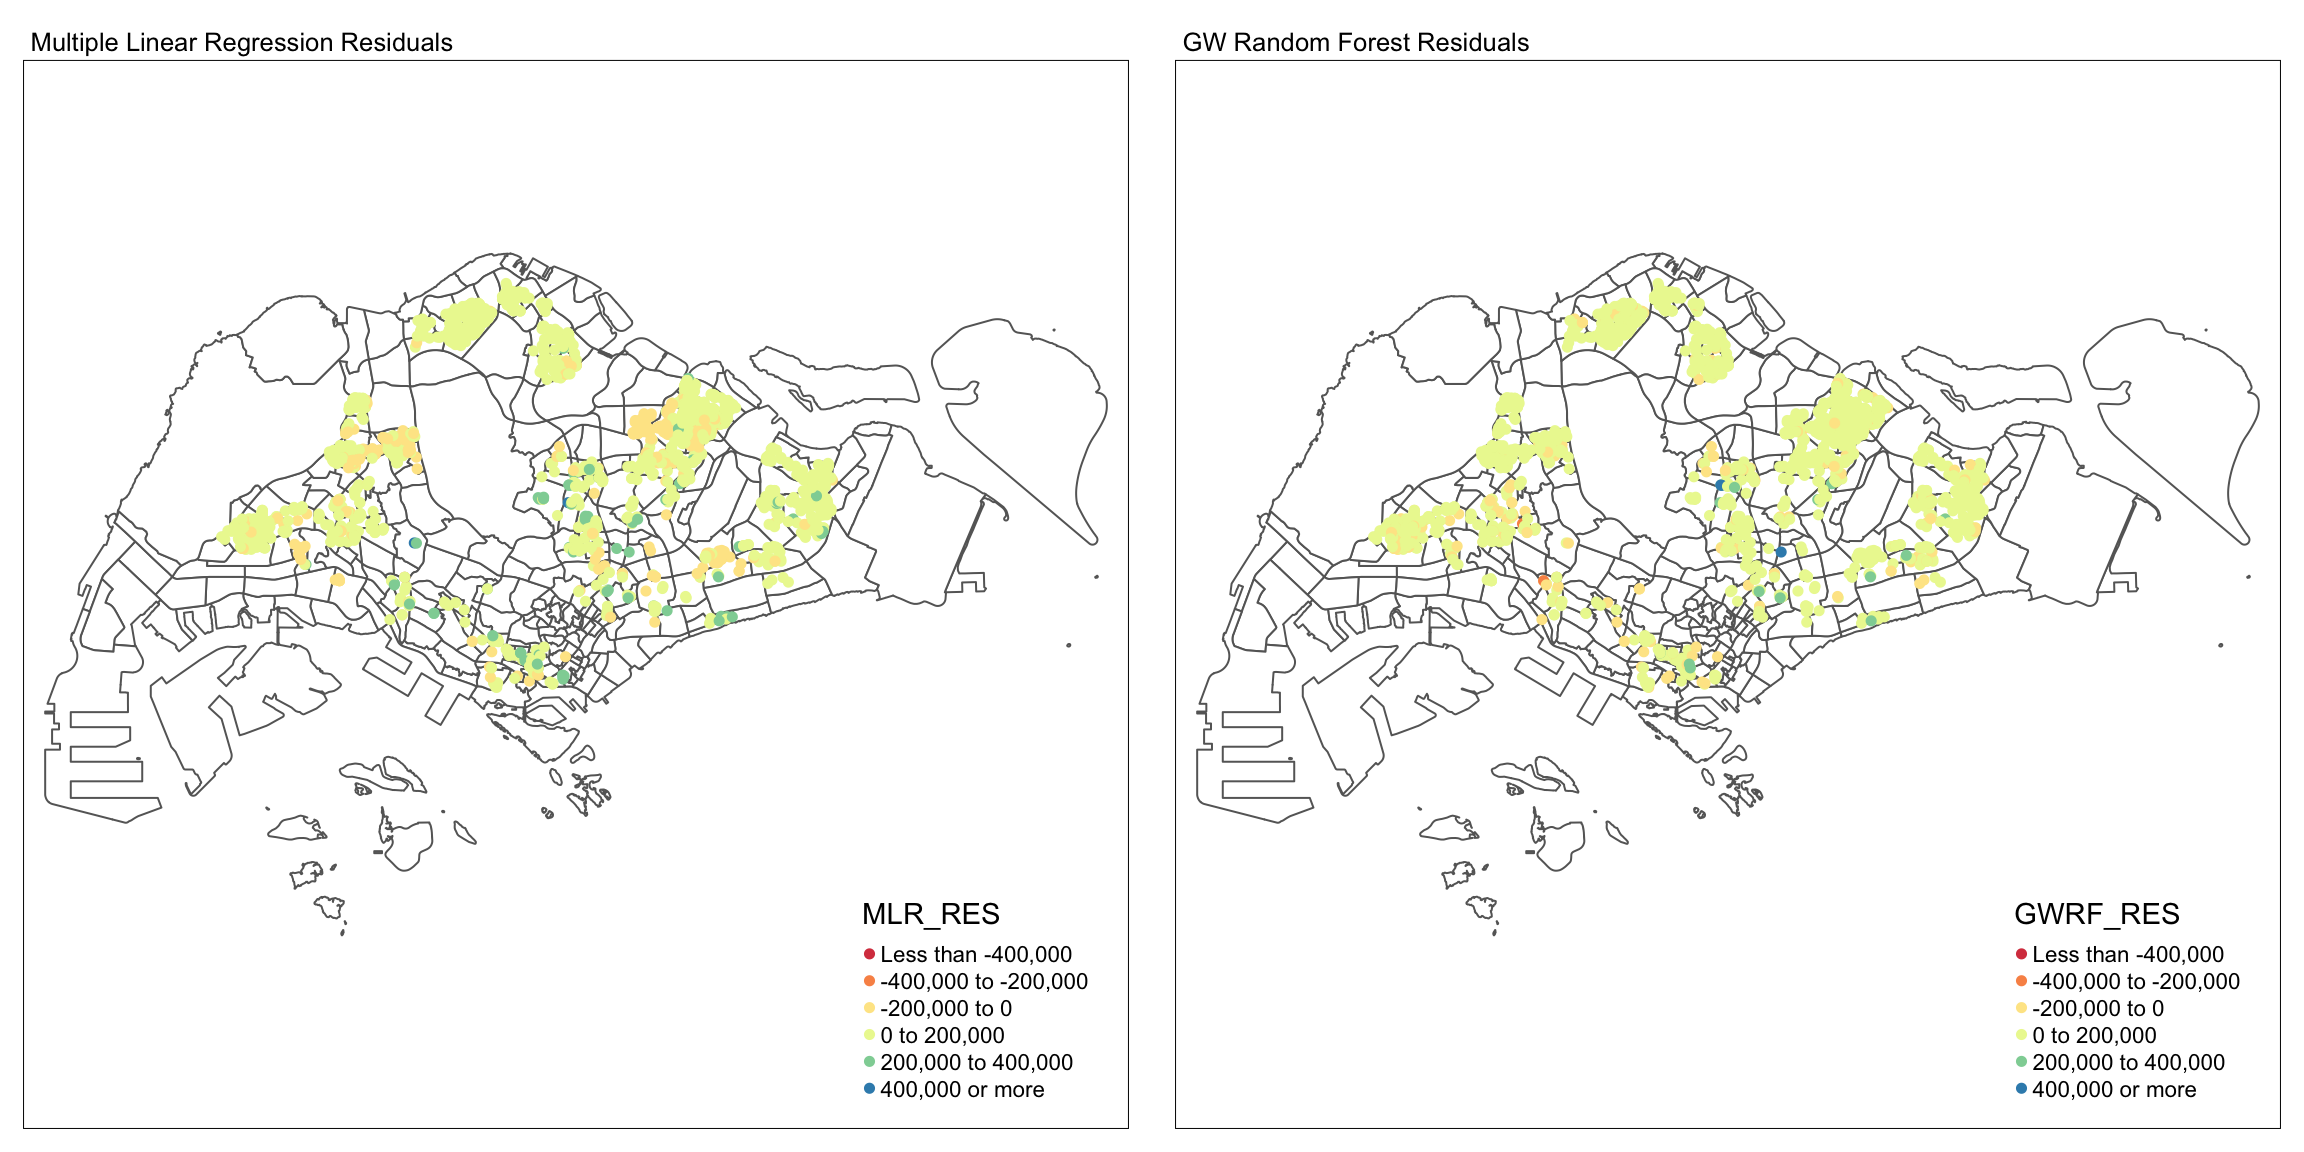 Multiple Linear Regression Residuals
MLR_RES
Less than -400,000
-400,000 to -200,000
-200,000 to 0
0 to 200,000
200,000 to 400,000
400,000 or more
GW Random Forest Residuals
GWRF_RES
Less than -400,000
-400,000 to -200,000
-200,000 to 0
0 to 200,000
200,000 to 400,000
400,000 or more